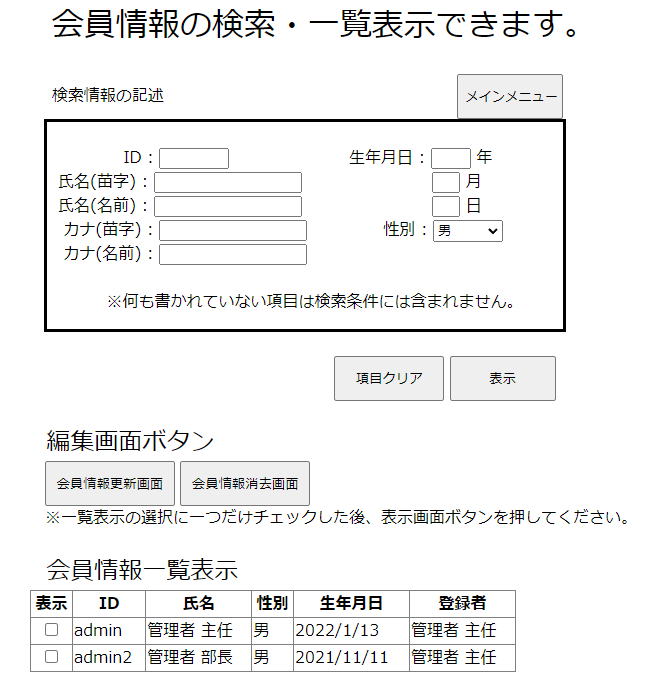 会員情報の検索・一覧表示できます。
検索情報の記述 メインメニュー
ID： 生年月日： 年
氏名(苗字)： 月
氏名(名前)： 日
カナ(苗字)： 性別： 男
カナ(名前)：
※何も書かれていない項目は検索条件には含まれません。
項目クリア 表示
編集画面ボタン
会員情報更新画面 会員情報消去画面
※一覧表示の選択に一つだけチェックした後、表示画面ボタンを押してください。
会員情報一覧表示
表示 ID 氏名 性別 生年月日 登録者
admin 管理者 主任 男 2022/1/13 管理者 主任
admin2 管理者 部長 男 2021/11/11 管理者 主任